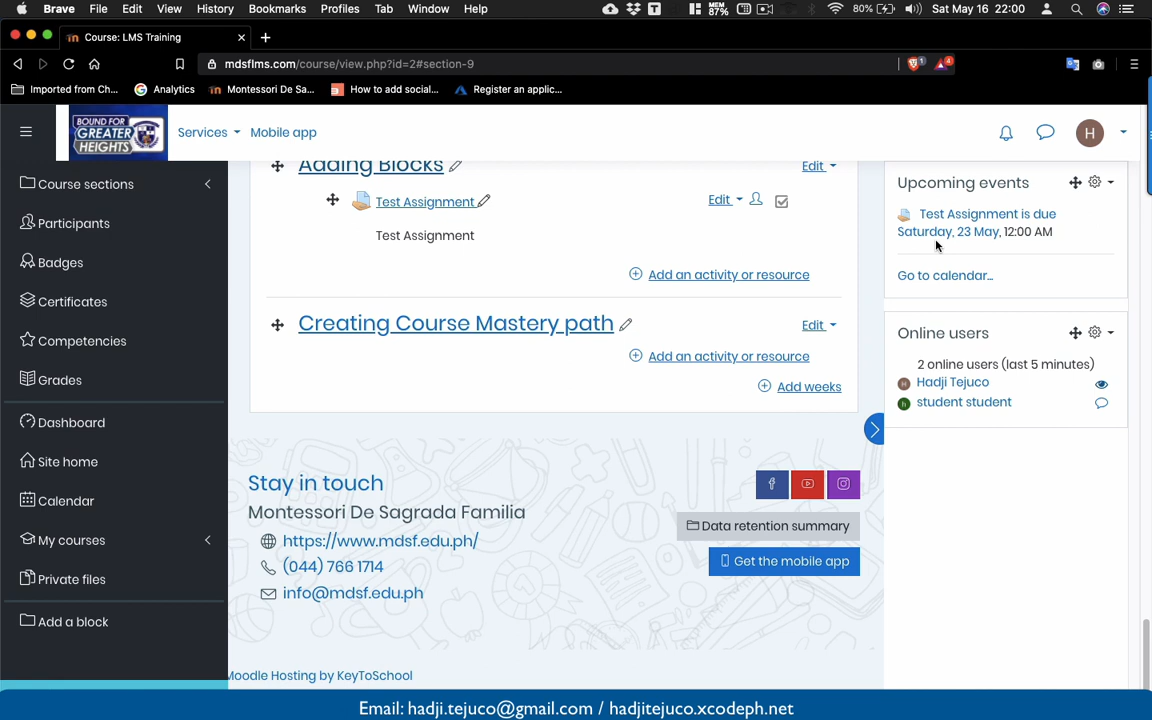 Brave File Edit View History Bookmarks Profiles Tab Window Help MEM 87% 80% Sat May 16 22:00
Course: LMS Training
mdsflms.com/course/view.php?id=2#section-9
Imported from Ch... Analytics Montessori De Sa... How to add social... Register an applic...
BOUND FOR GREATER HEIGHTS Services Mobile app H
Course sections
Participants
Badges
Certificates
Competencies
Grades
Dashboard
Site home
Calendar
My courses
Private files
Add a block
Adding Blocks Edit
Test Assignment Edit
Test Assignment
Add an activity or resource
Creating Course Mastery path Edit
Add an activity or resource
Add weeks
Upcoming events
Test Assignment is due
Saturday, 23 May, 12:00 AM
Go to calendar...
Online users
2 online users (last 5 minutes)
Hadji Tejuco
student student
Stay in touch
Montessori De Sagrada Familia
https://www.mdsf.edu.ph/
(044) 766 1714
info@mdsf.edu.ph
Data retention summary
Get the mobile app
Moodle Hosting by KeyToSchool
Email: hadji.tejuco@gmail.com / hadjitejuco.xcodeph.net